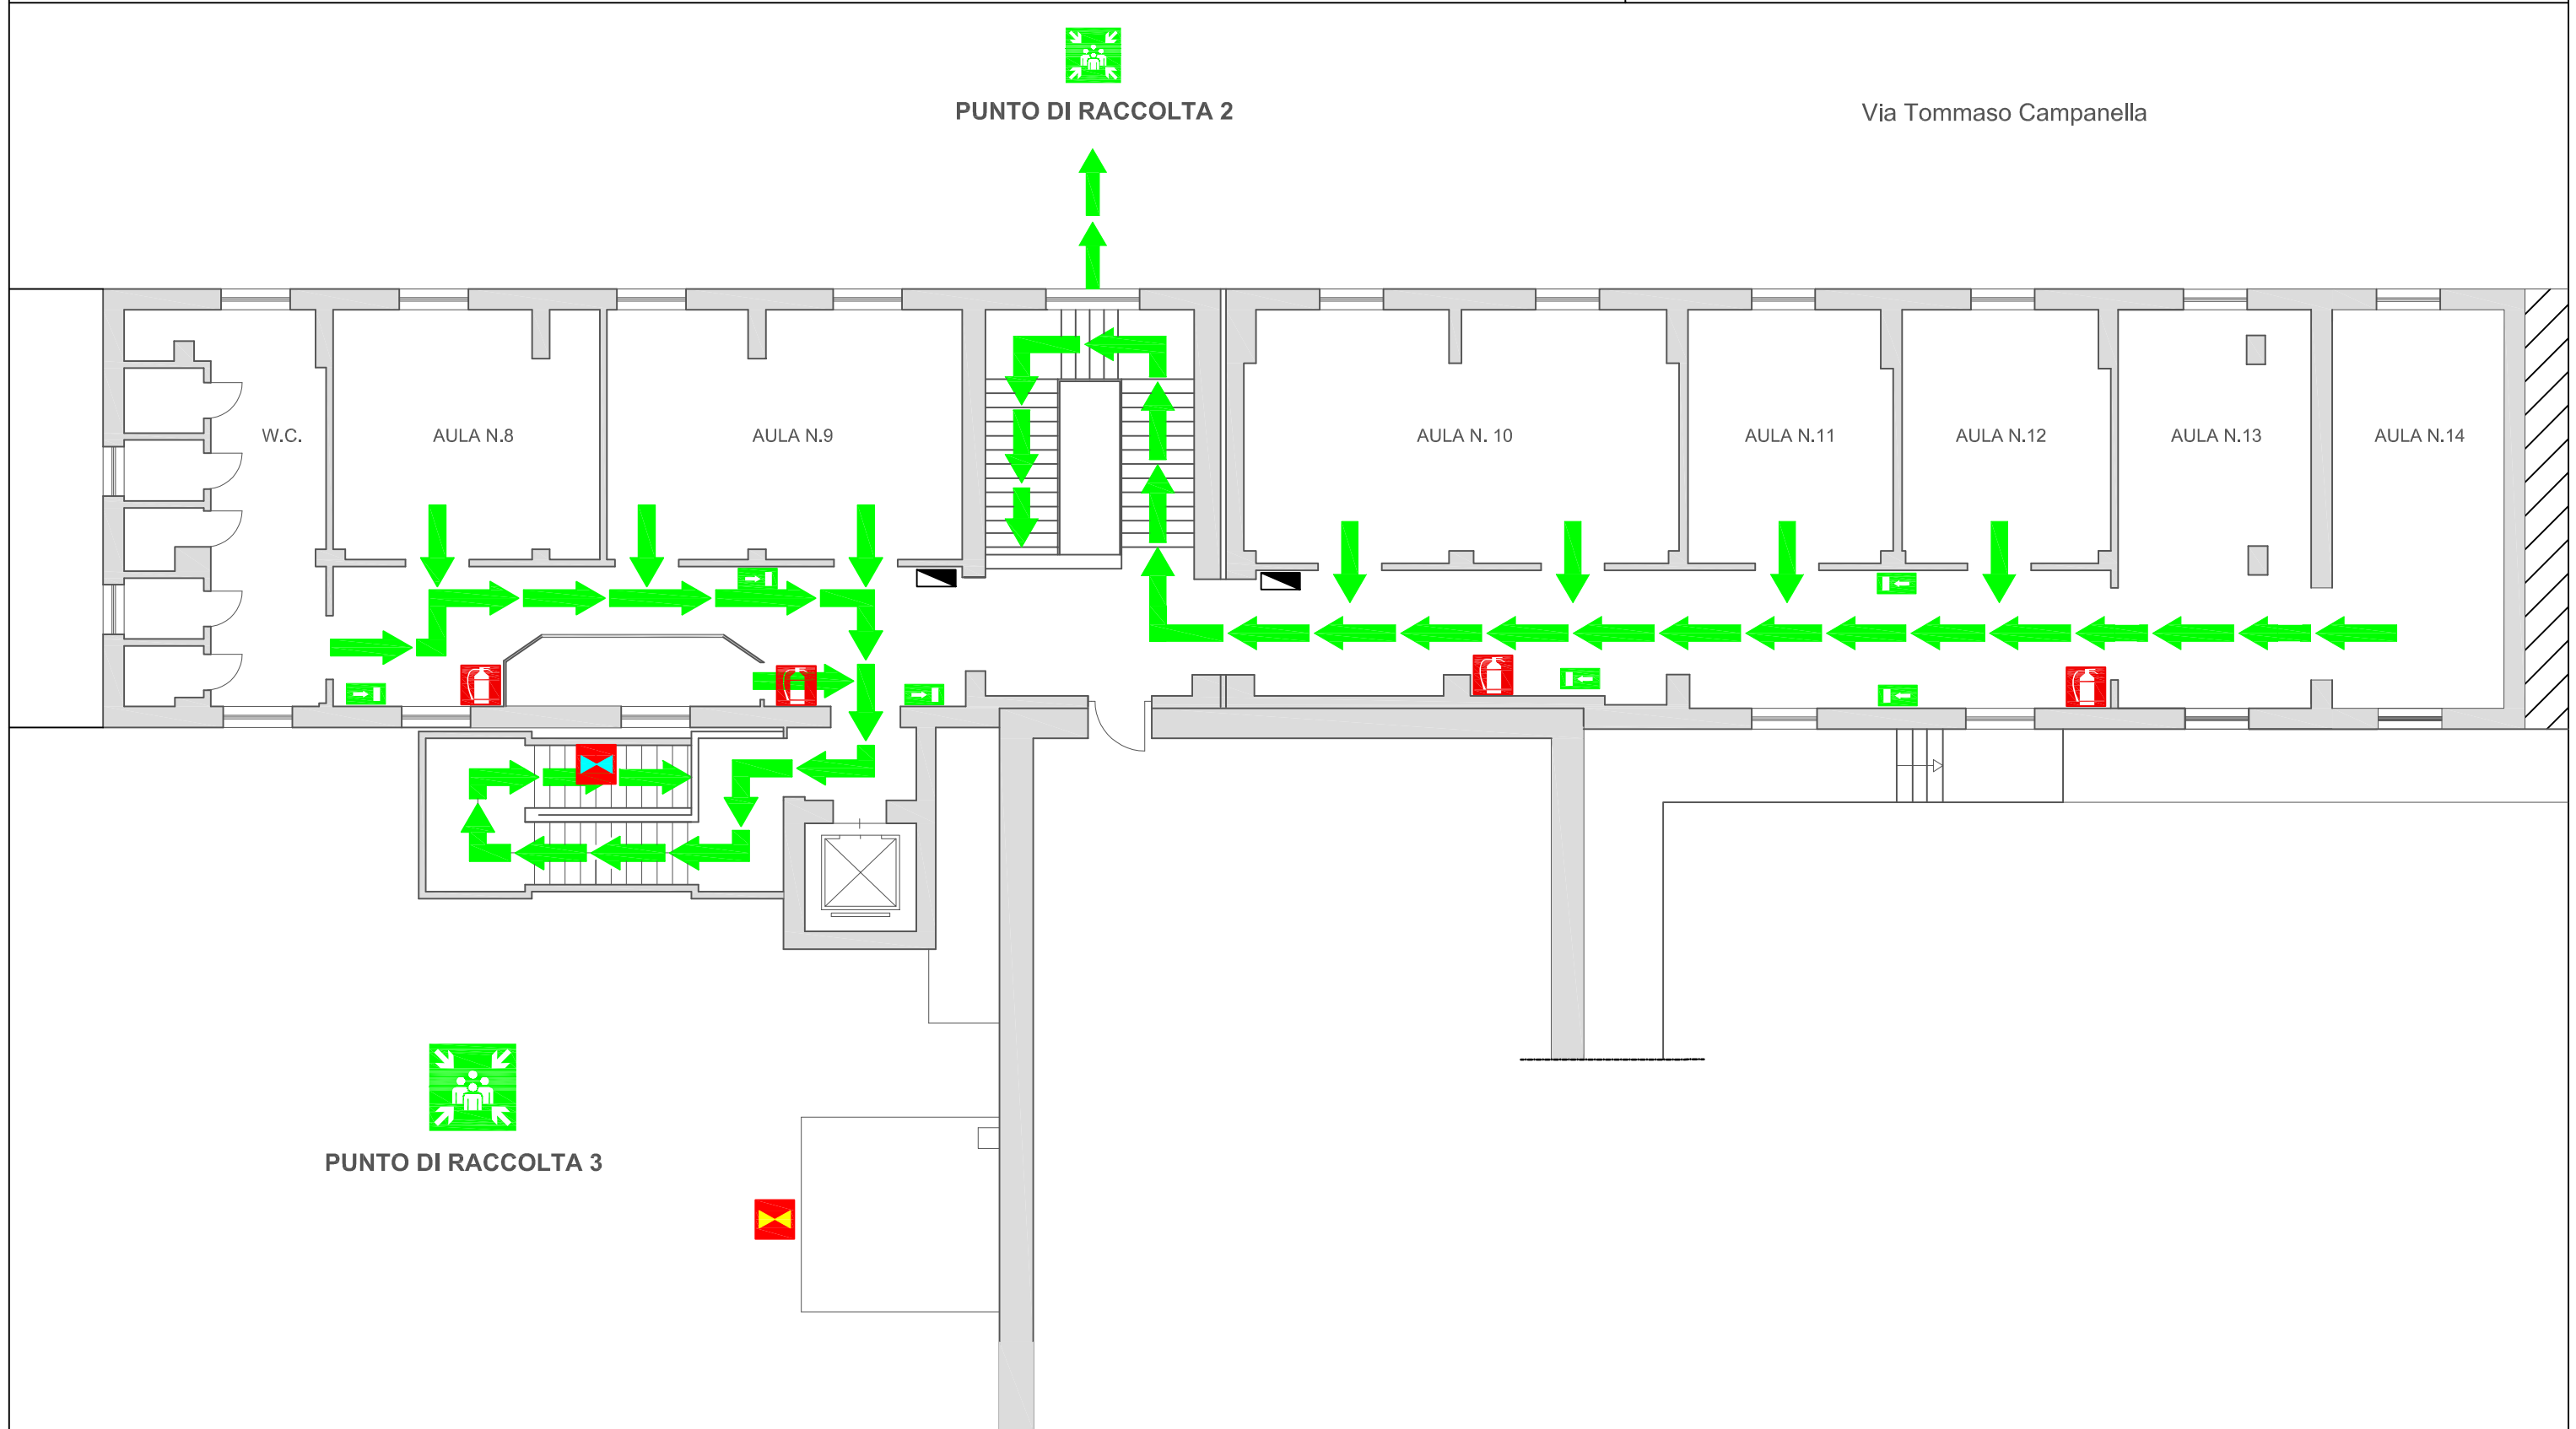 PUNTO DI RACCOLTA 2
Via Tommaso Campanella
W.C.
AULA N.8
AULA N.9
AULA N. 10
AULA N.11
AULA N.12
AULA N.13
AULA N.14
PUNTO DI RACCOLTA 3